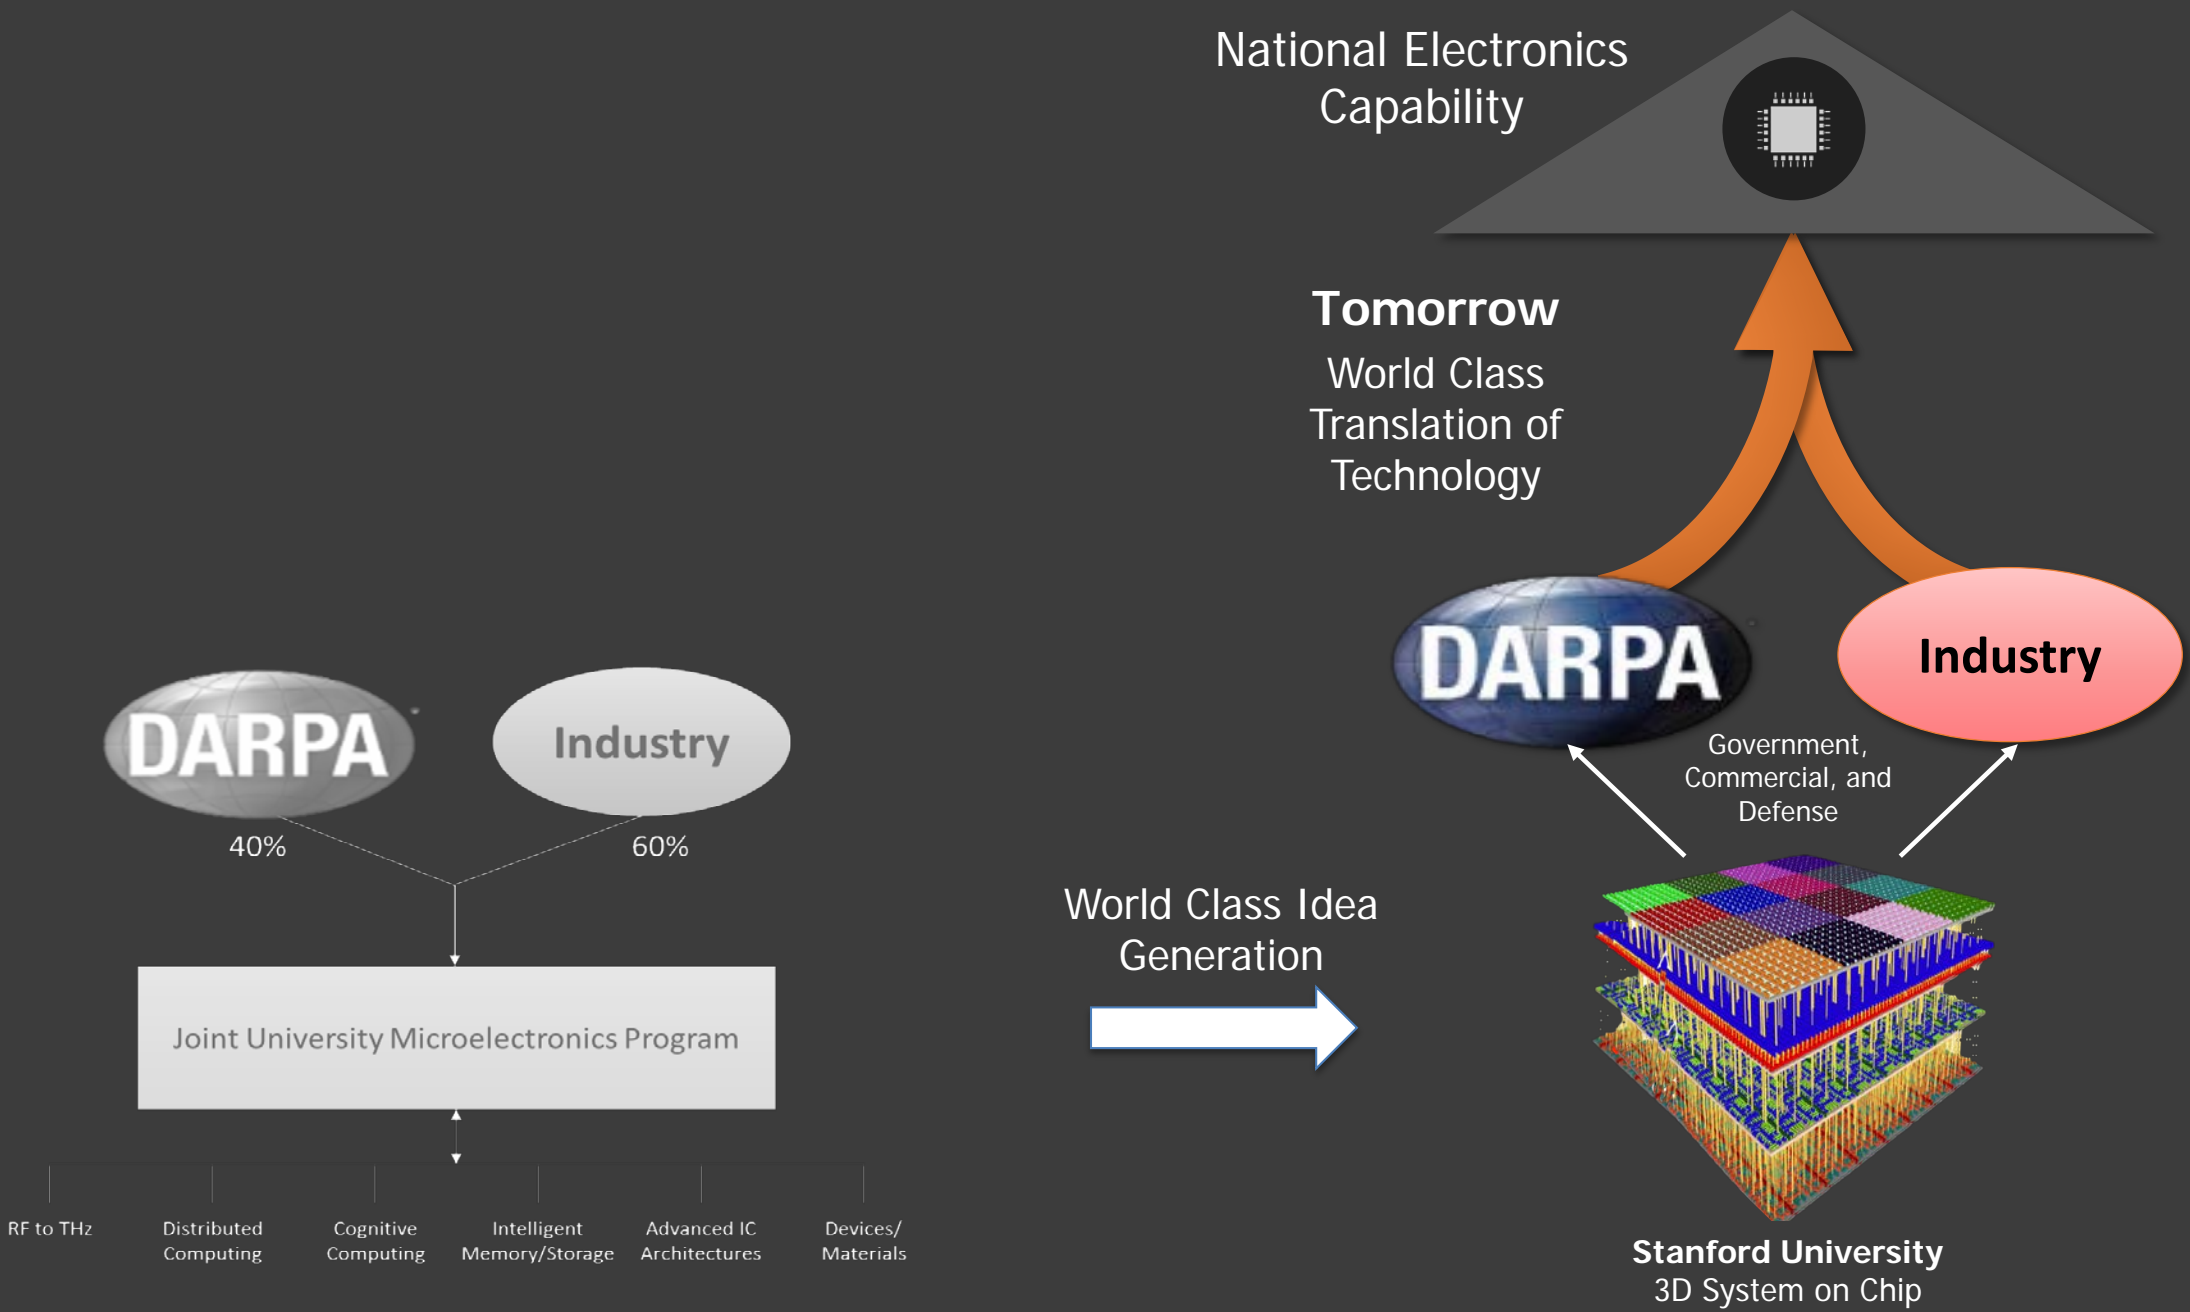 National Electronics
Capability
Tomorrow
World Class
Translation of
Technology
DARPA
Industry
Government,
Commercial, and
Defense
DARPA
Industry
40%
60%
World Class Idea
Generation
Joint University Microelectronics Program
RF to THz
Distributed
Computing
Cognitive
Computing
Intelligent
Memory/Storage
Advanced IC
Architectures
Devices/
Materials
Stanford University
3D System on Chip